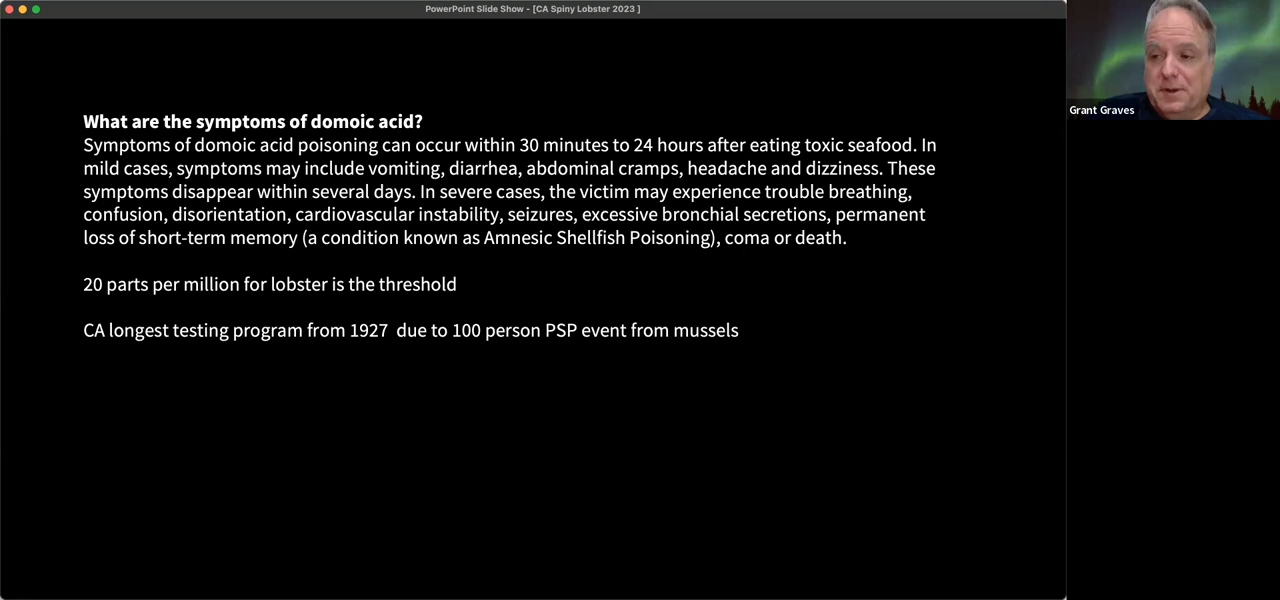 PowerPoint Slide Show - [CA Spiny Lobster 2023 ]
What are the symptoms of domoic acid?
Symptoms of domoic acid poisoning can occur within 30 minutes to 24 hours after eating toxic seafood. In
mild cases, symptoms may include vomiting, diarrhea, abdominal cramps, headache and dizziness. These
symptoms disappear within several days. In severe cases, the victim may experience trouble breathing,
confusion, disorientation, cardiovascular instability, seizures, excessive bronchial secretions, permanent
loss of short-term memory (a condition known as Amnesic Shellfish Poisoning), coma or death.
20 parts per million for lobster is the threshold
CA longest testing program from 1927  due to 100 person PSP event from mussels
Grant Graves